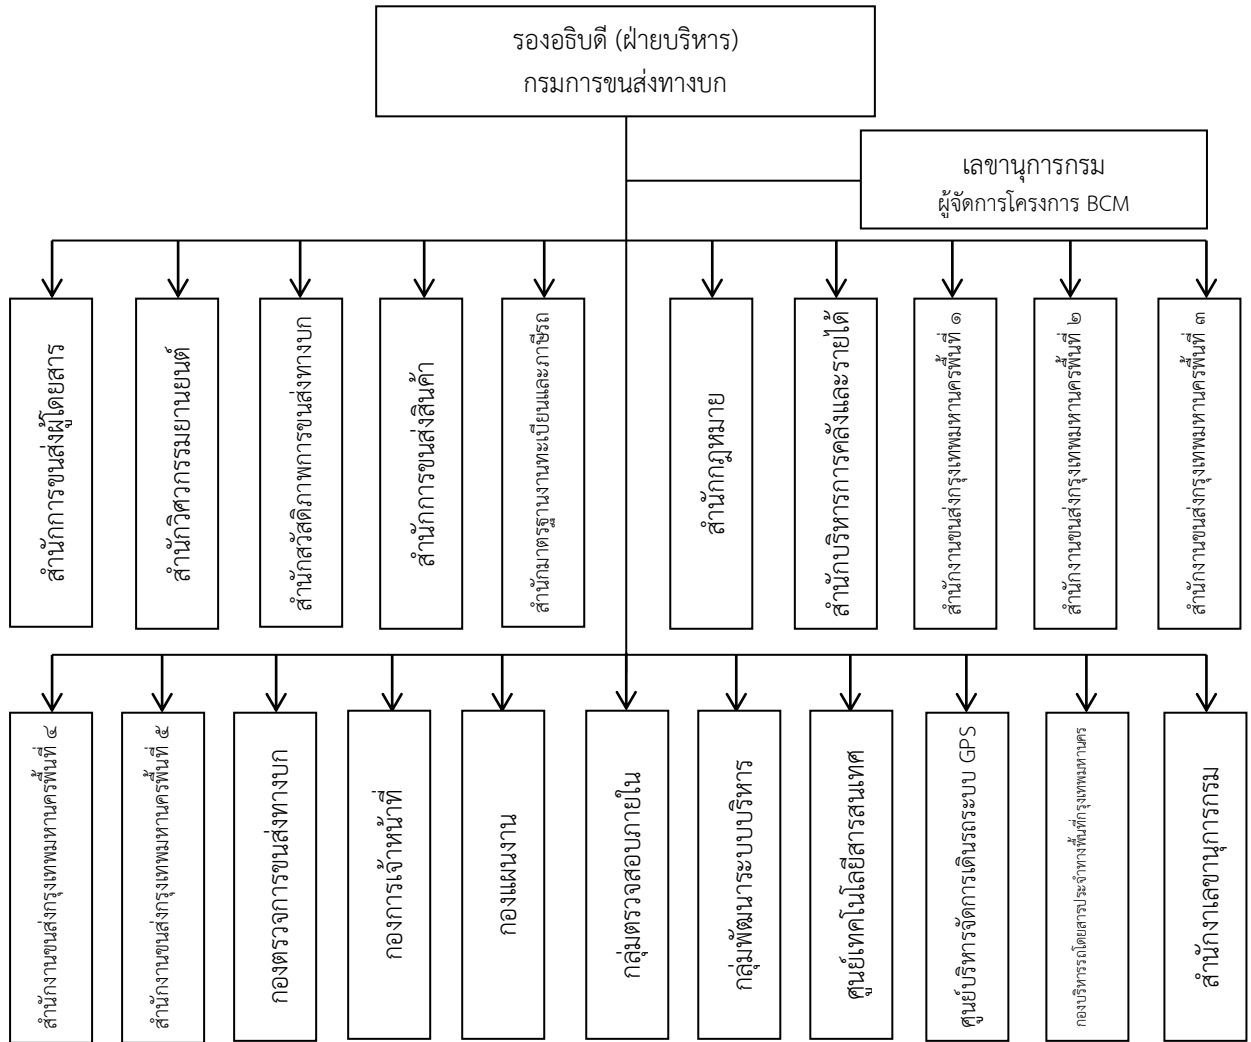 รองอธิบดี (ฝ่ายบริหาร)
กรมการขนส่งทางบก
เลขานุการกรม
ผู้จัดการโครงการ BCM
สำนักการขนส่งผู้โดยสาร
สำนักวิศวกรรมยานยนต์
สำนักสวัสดิภาพการขนส่งทางบก
สำนักการขนส่งสินค้า
สำนักมาตรฐานงานทะเบียนและภาษีรถ
สำนักกฎหมาย
สำนักบริหารการคลังและรายได้
สำนักงานขนส่งกรุงเทพมหานครพื้นที่ ๑
สำนักงานขนส่งกรุงเทพมหานครพื้นที่ ๒
สำนักงานขนส่งกรุงเทพมหานครพื้นที่ ๓
สำนักงานขนส่งกรุงเทพมหานครพื้นที่ ๔
สำนักงานขนส่งกรุงเทพมหานครพื้นที่ ๕
กองตรวจการขนส่งทางบก
กองการเจ้าหน้าที่
กองแผนงาน
กลุ่มตรวจสอบภายใน
กลุ่มพัฒนาระบบบริหาร
ศูนย์เทคโนโลยีสารสนเทศ
ศูนย์บริหารจัดการเดินรถระบบ GPS
กองบริหารรถโดยสารประจำทางพื้นที่กรุงเทพมหานคร
สำนักงาเลขานุการกรม